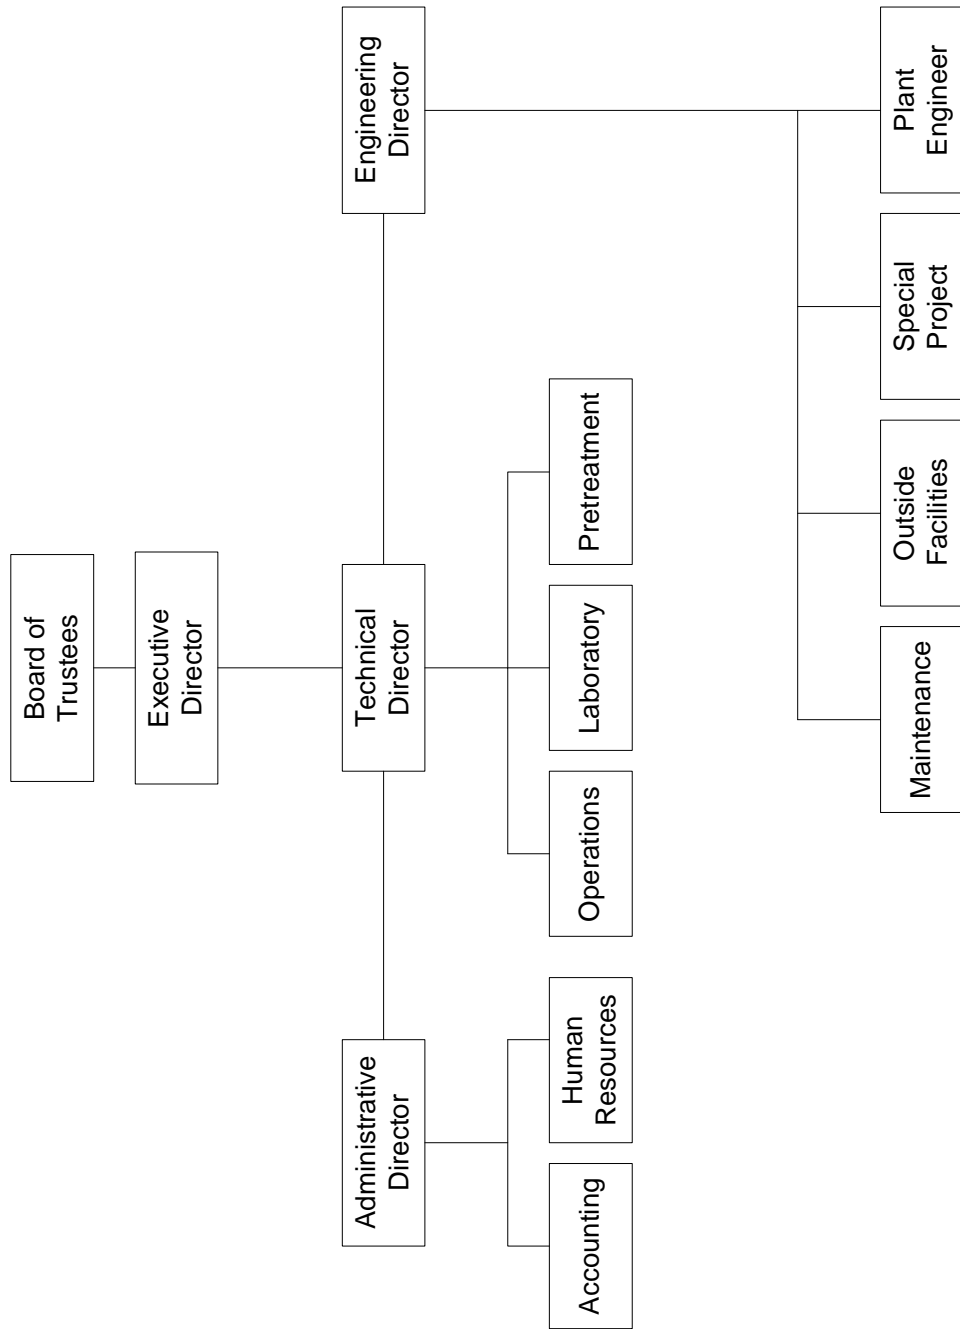 Board of
Trustees
Executive
Director
Administrative
Director
Technical
Director
Engineering
Director
Accounting
Human
Resources
Operations
Laboratory
Pretreatment
Maintenance
Outside
Facilities
Special
Project
Plant
Engineer